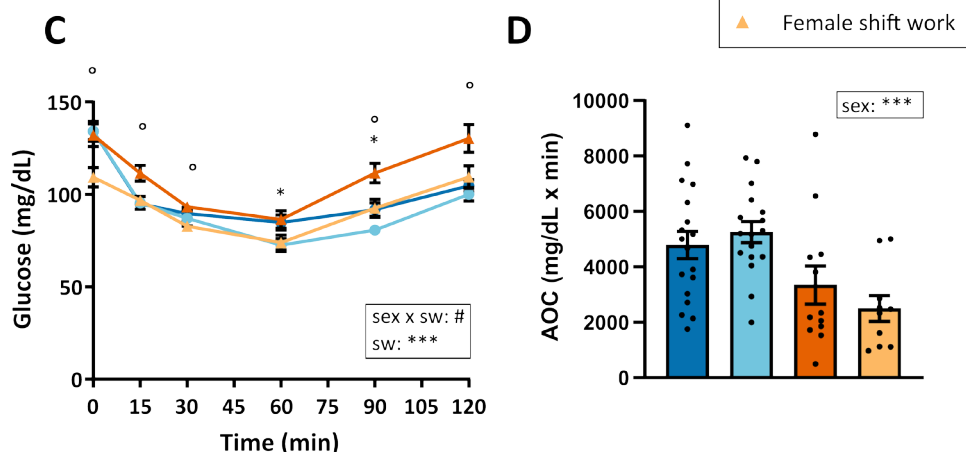 C
D
Female shift work
Glucose (mg/dL)
150
100
50
0
0 15 30 45 60 75 90 120
Time (min)
sex x sw: #
sw: ***
AOC (mg/dL x min)
10000
8000
6000
4000
2000
0
sex: ***